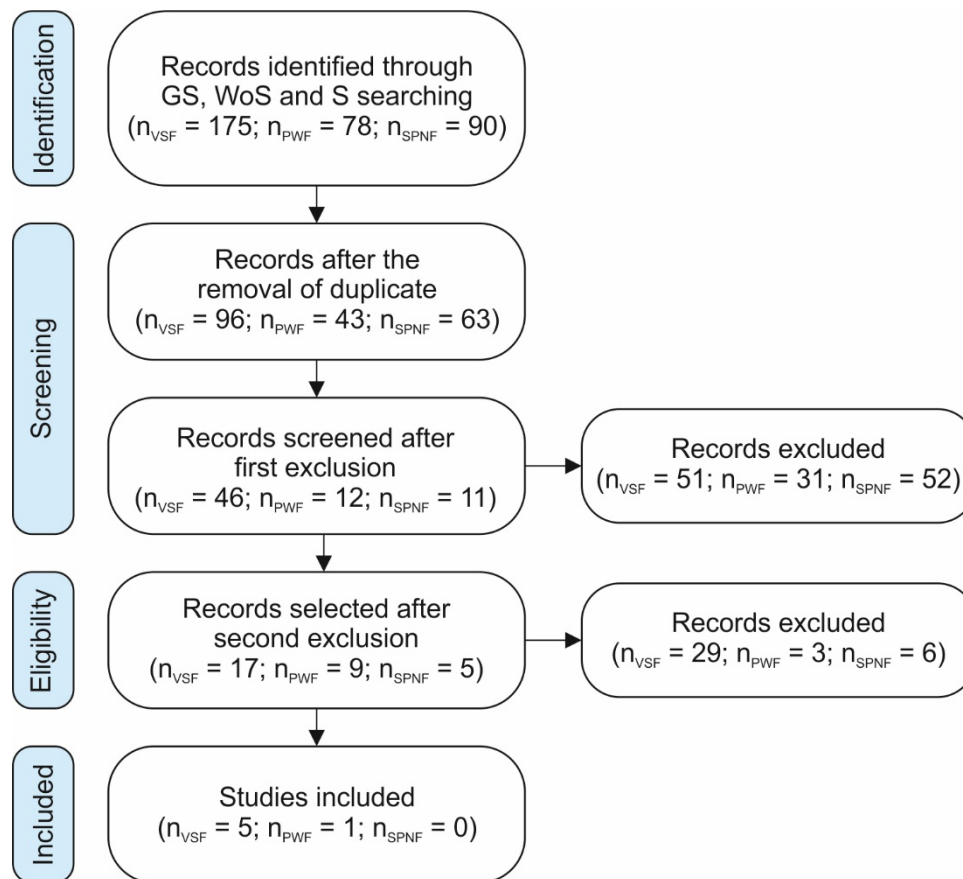 Identification
Records identified through
GS, WoS and S searching
(nVSF = 175; nPWF = 78; nSPNF = 90)
Screening
Records after the
removal of duplicate
(nVSF = 96; nPWF = 43; nSPNF = 63)
Records screened after
first exclusion
(nVSF = 46; nPWF = 12; nSPNF = 11)
Records excluded
(nVSF = 51; nPWF = 31; nSPNF = 52)
Eligibility
Records selected after
second exclusion
(nVSF = 17; nPWF = 9; nSPNF = 5)
Records excluded
(nVSF = 29; nPWF = 3; nSPNF = 6)
Included
Studies included
(nVSF = 5; nPWF = 1; nSPNF = 0)